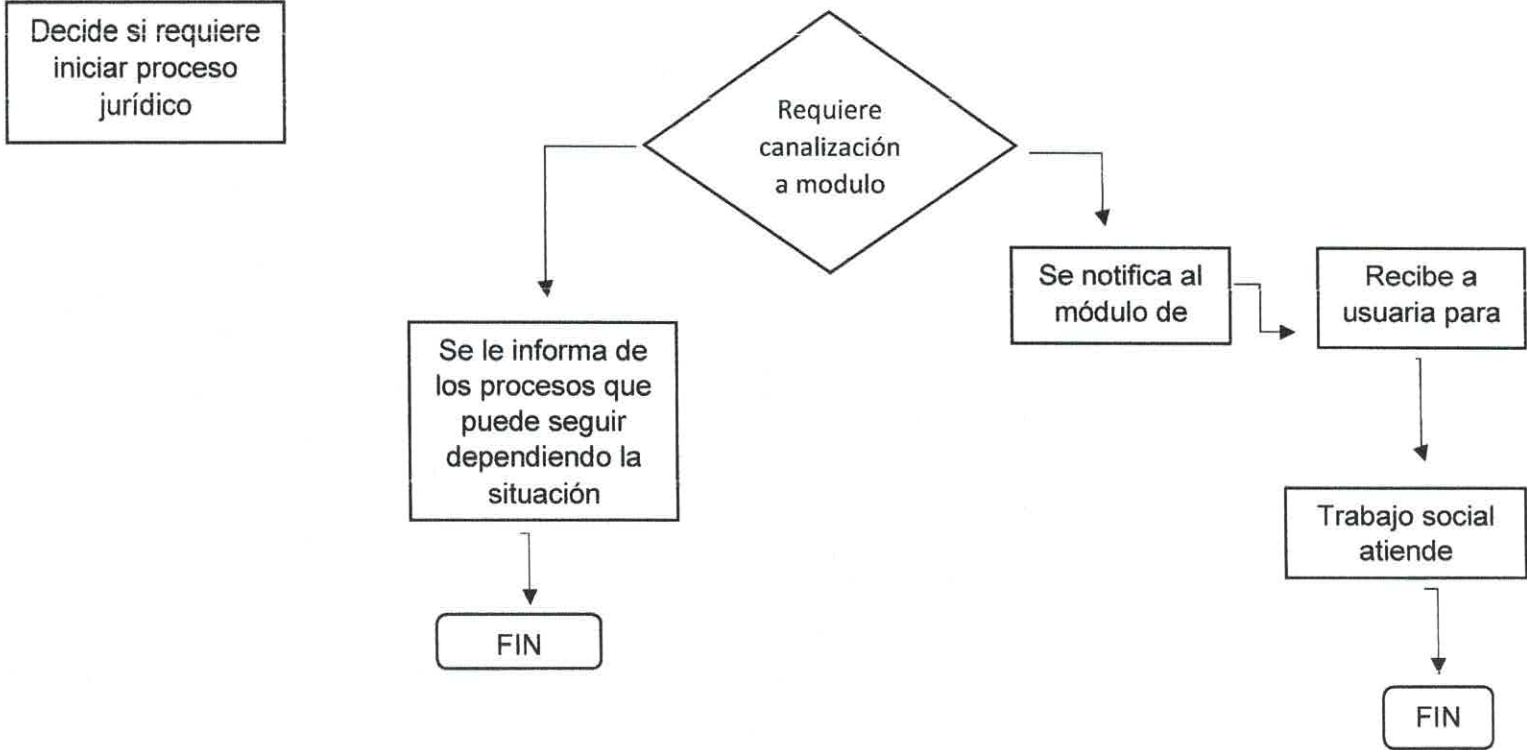 Decide si requiere
iniciar proceso
jurídico
Requiere
canalización
a modulo
Se notifica al
módulo de
Recibe a
usuaria para
Se le informa de
los procesos que
puede seguir
dependiendo la
situación
Trabajo social
atiende
FIN
FIN